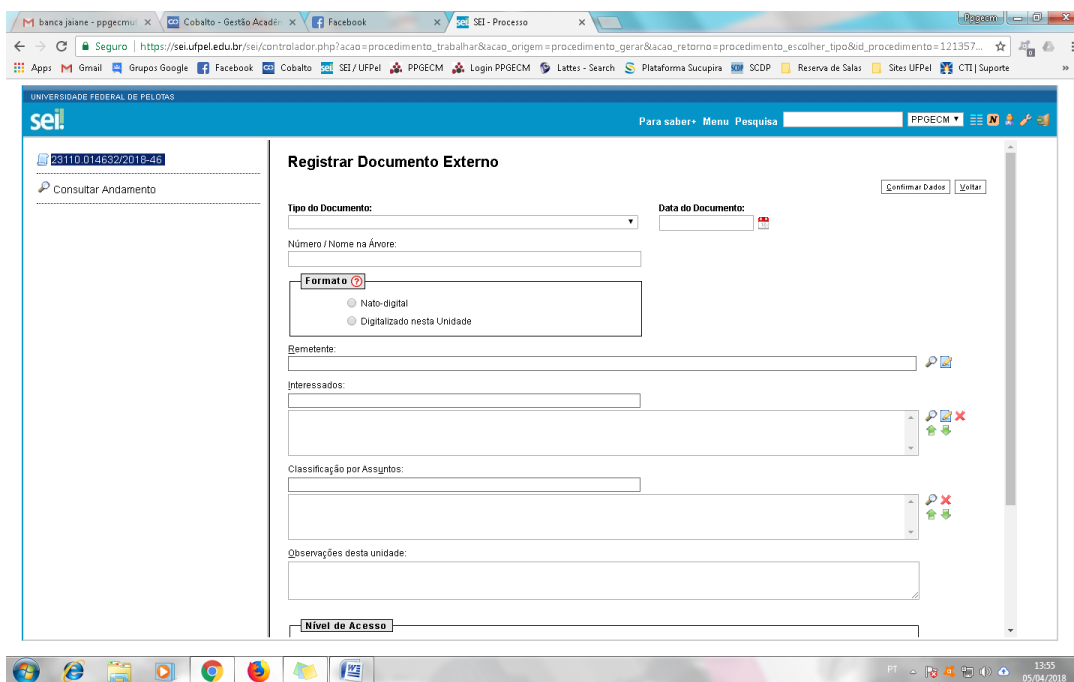 banca jaiane - ppgecmut
Cobalto - Gestão Acadên
Facebook
SEI - Processo
Ppgecm
Seguro | https://sei.ufpel.edu.br/sei/controlador.php?acao=procedimento_trabalhar&acao_origem=procedimento_gerar&acao_retorno=procedimento_escolher_tipo&id_procedimento=121357...
Apps Gmail Grupos Google Facebook Cobalto SEI / UFPel PPGECM Login PPGECM Lattes - Search Plataforma Sucupira SCDP Reserva de Salas Sites UFPel CTI | Suporte »
UNIVERSIDADE FEDERAL DE PELOTAS
sei!
Para saber+ Menu Pesquisa PPGECM
23110.014632/2018-46
Consultar Andamento
Registrar Documento Externo
Confirmar Dados Voltar
Tipo do Documento: Data do Documento:
Número / Nome na Árvore:
Formato
Nato-digital
Digitalizado nesta Unidade
Remetente:
Interessados:
Classificação por Assuntos:
Observações desta unidade:
Nível de Acesso
PT
13:55
05/04/2018